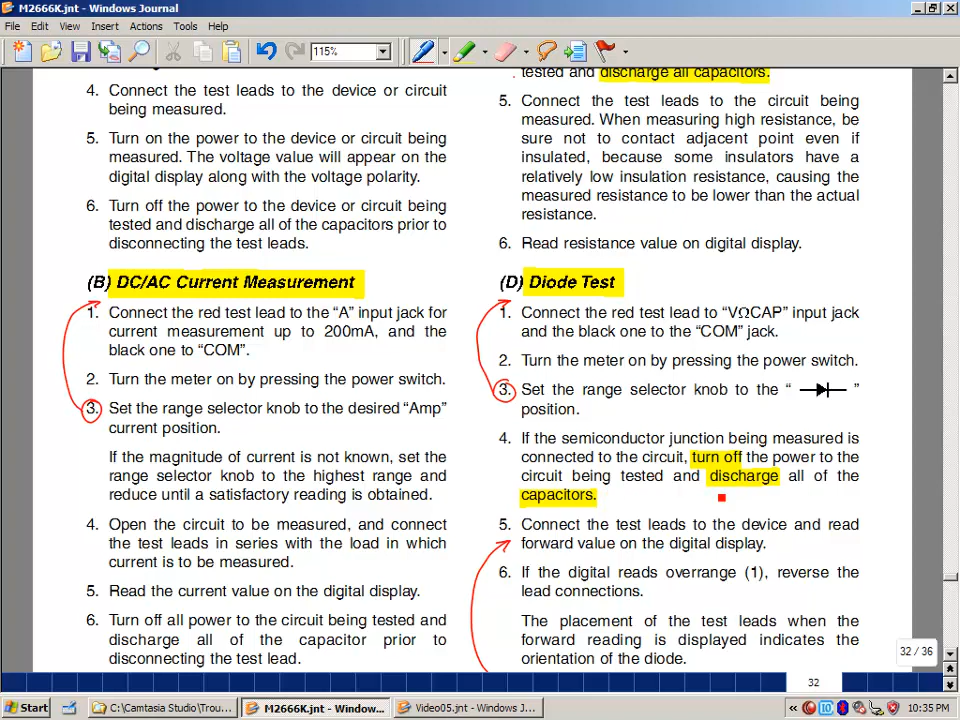 M2666K.jnt - Windows Journal
File Edit View Insert Actions Tools Help
115%
4. Connect the test leads to the device or circuit
being measured.
5. Turn on the power to the device or circuit being
measured. The voltage value will appear on the
digital display along with the voltage polarity.
6. Turn off the power to the device or circuit being
tested and discharge all of the capacitors prior to
disconnecting the test leads.
(B) DC/AC Current Measurement
1. Connect the red test lead to the “A” input jack for
current measurement up to 200mA, and the
black one to “COM”.
2. Turn the meter on by pressing the power switch.
3. Set the range selector knob to the desired “Amp”
current position.
If the magnitude of current is not known, set the
range selector knob to the highest range and
reduce until a satisfactory reading is obtained.
4. Open the circuit to be measured, and connect
the test leads in series with the load in which
current is to be measured.
5. Read the current value on the digital display.
6. Turn off all power to the circuit being tested and
discharge all of the capacitor prior to
disconnecting the test lead.
tested and discharge all capacitors.
5. Connect the test leads to the circuit being
measured. When measuring high resistance, be
sure not to contact adjacent point even if
insulated, because some insulators have a
relatively low insulation resistance, causing the
measured resistance to be lower than the actual
resistance.
6. Read resistance value on digital display.
(D) Diode Test
1. Connect the red test lead to “VΩCAP” input jack
and the black one to the “COM” jack.
2. Turn the meter on by pressing the power switch.
3. Set the range selector knob to the “ ”
position.
4. If the semiconductor junction being measured is
connected to the circuit, turn off the power to the
circuit being tested and discharge all of the
capacitors.
5. Connect the test leads to the device and read
forward value on the digital display.
6. If the digital reads overrange (1), reverse the
lead connections.
The placement of the test leads when the
forward reading is displayed indicates the
orientation of the diode.
32 / 36
32
Start
C:\Camtasia Studio\Trou...
M2666K.jnt - Window...
Video05.jnt - Windows J...
10:35 PM